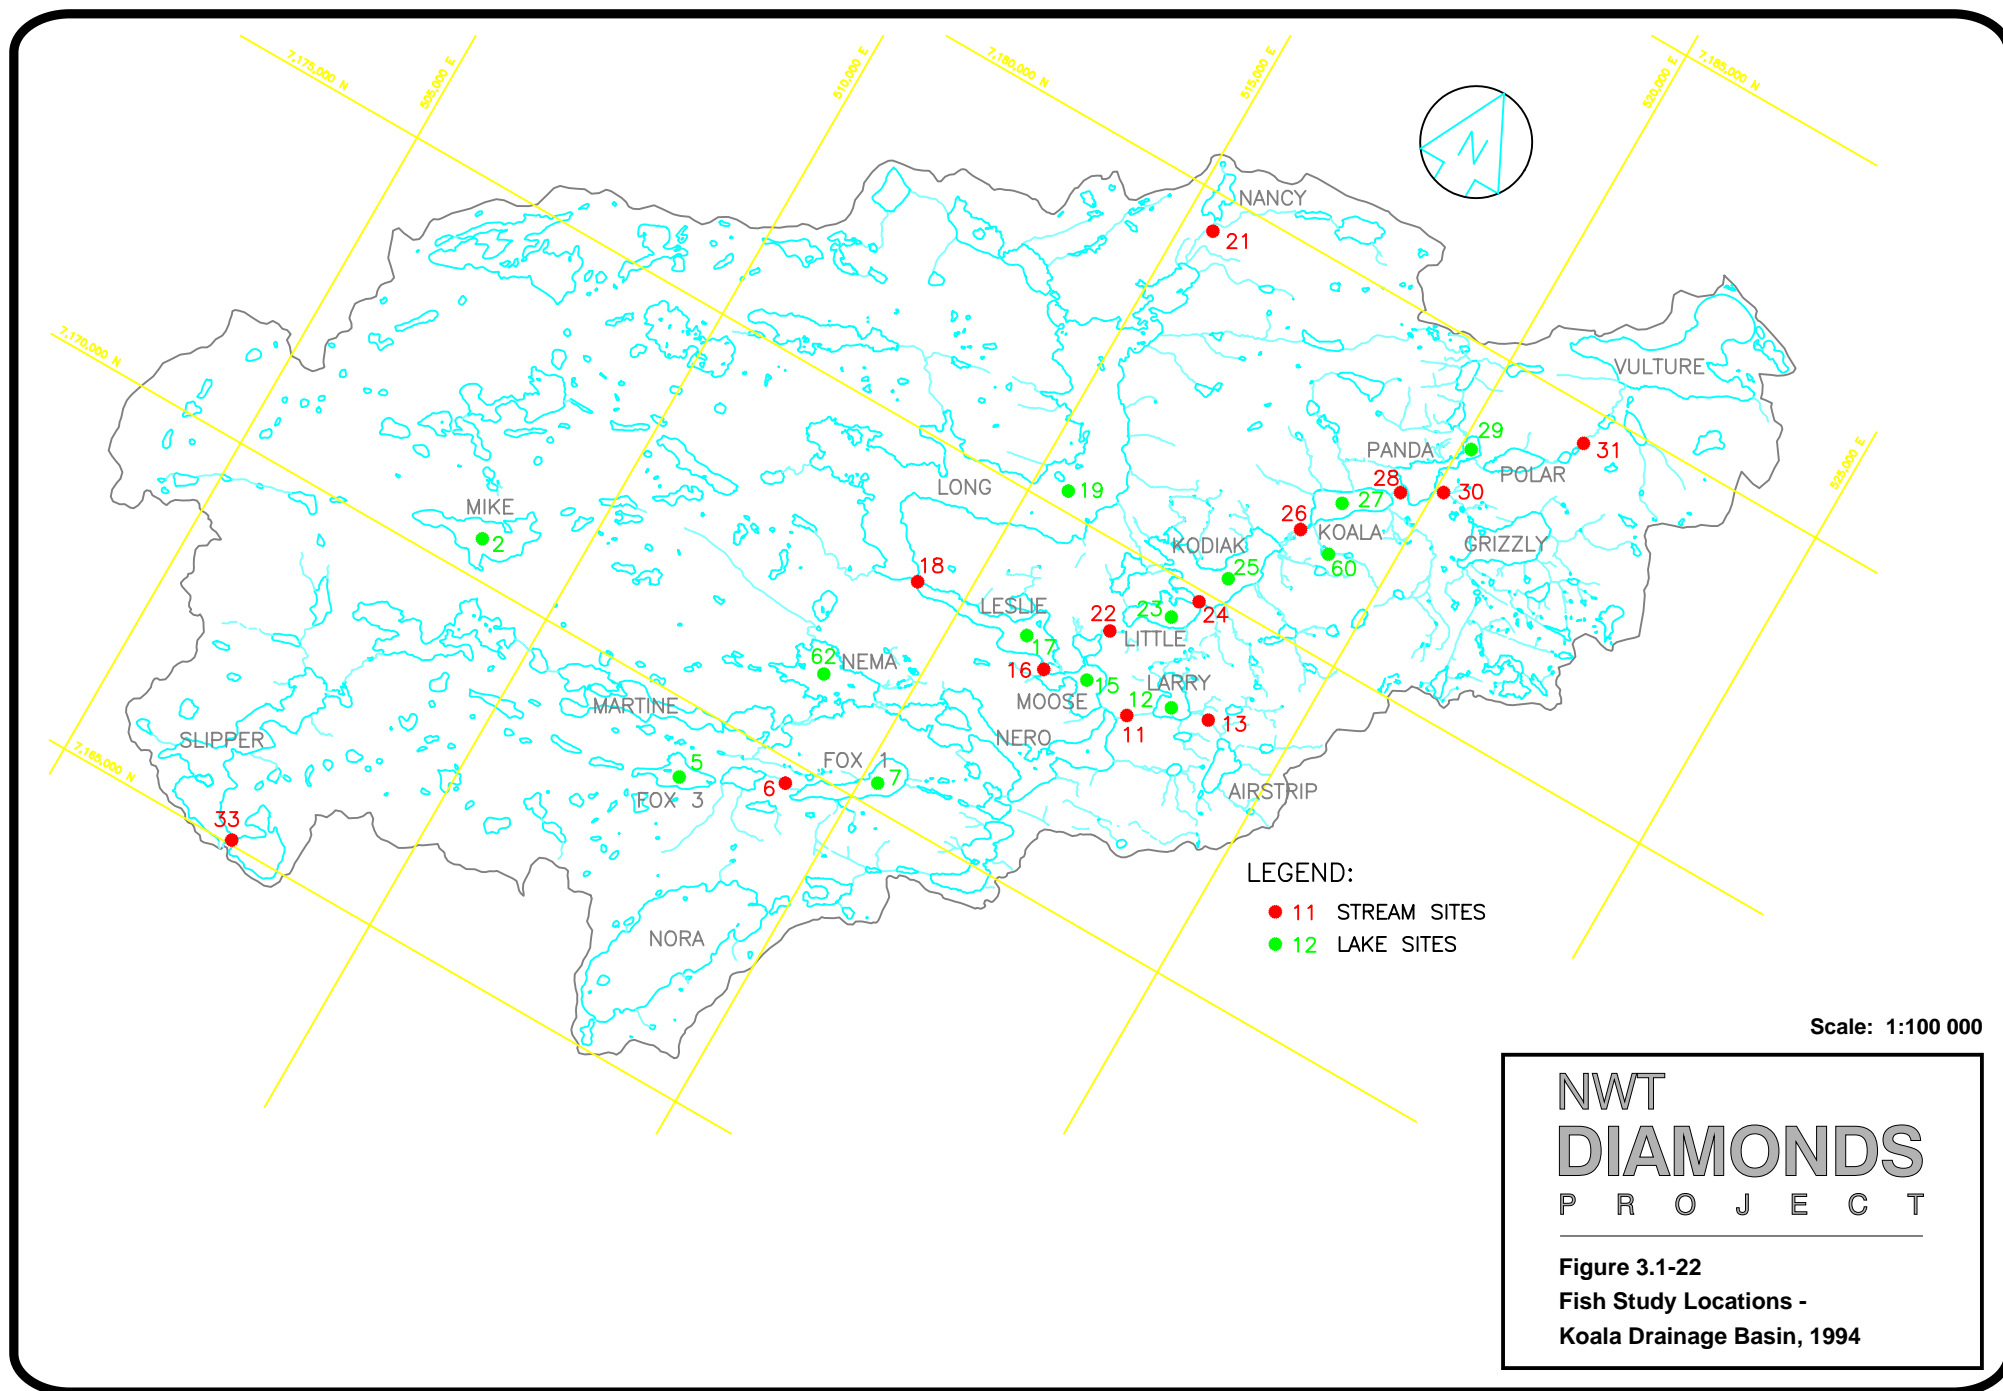 7,175,000 N
505,000 E
510,000 E
7,180,000 N
515,000 E
520,000 E
7,185,000 N
N
NANCY
21
7,170,000 N
VULTURE
29
PANDA
31
525,000 E
POLAR
LONG
19
28
30
27
MIKE
26
2
KOALA
KODIAK
GRIZZLY
18
25
60
LESLIE
22
23
24
LITTLE
17
62
NEMA
16
15
LARRY
MOOSE
12
MARTINE
13
11
SLIPPER
NERO
7,165,000 N
5
FOX 1
7
6
FOX 3
AIRSTRIP
33
NORA
LEGEND:
11 STREAM SITES
12 LAKE SITES
Scale: 1:100 000
NWT
DIAMONDS
PROJECT
Figure 3.1-22
Fish Study Locations -
Koala Drainage Basin, 1994